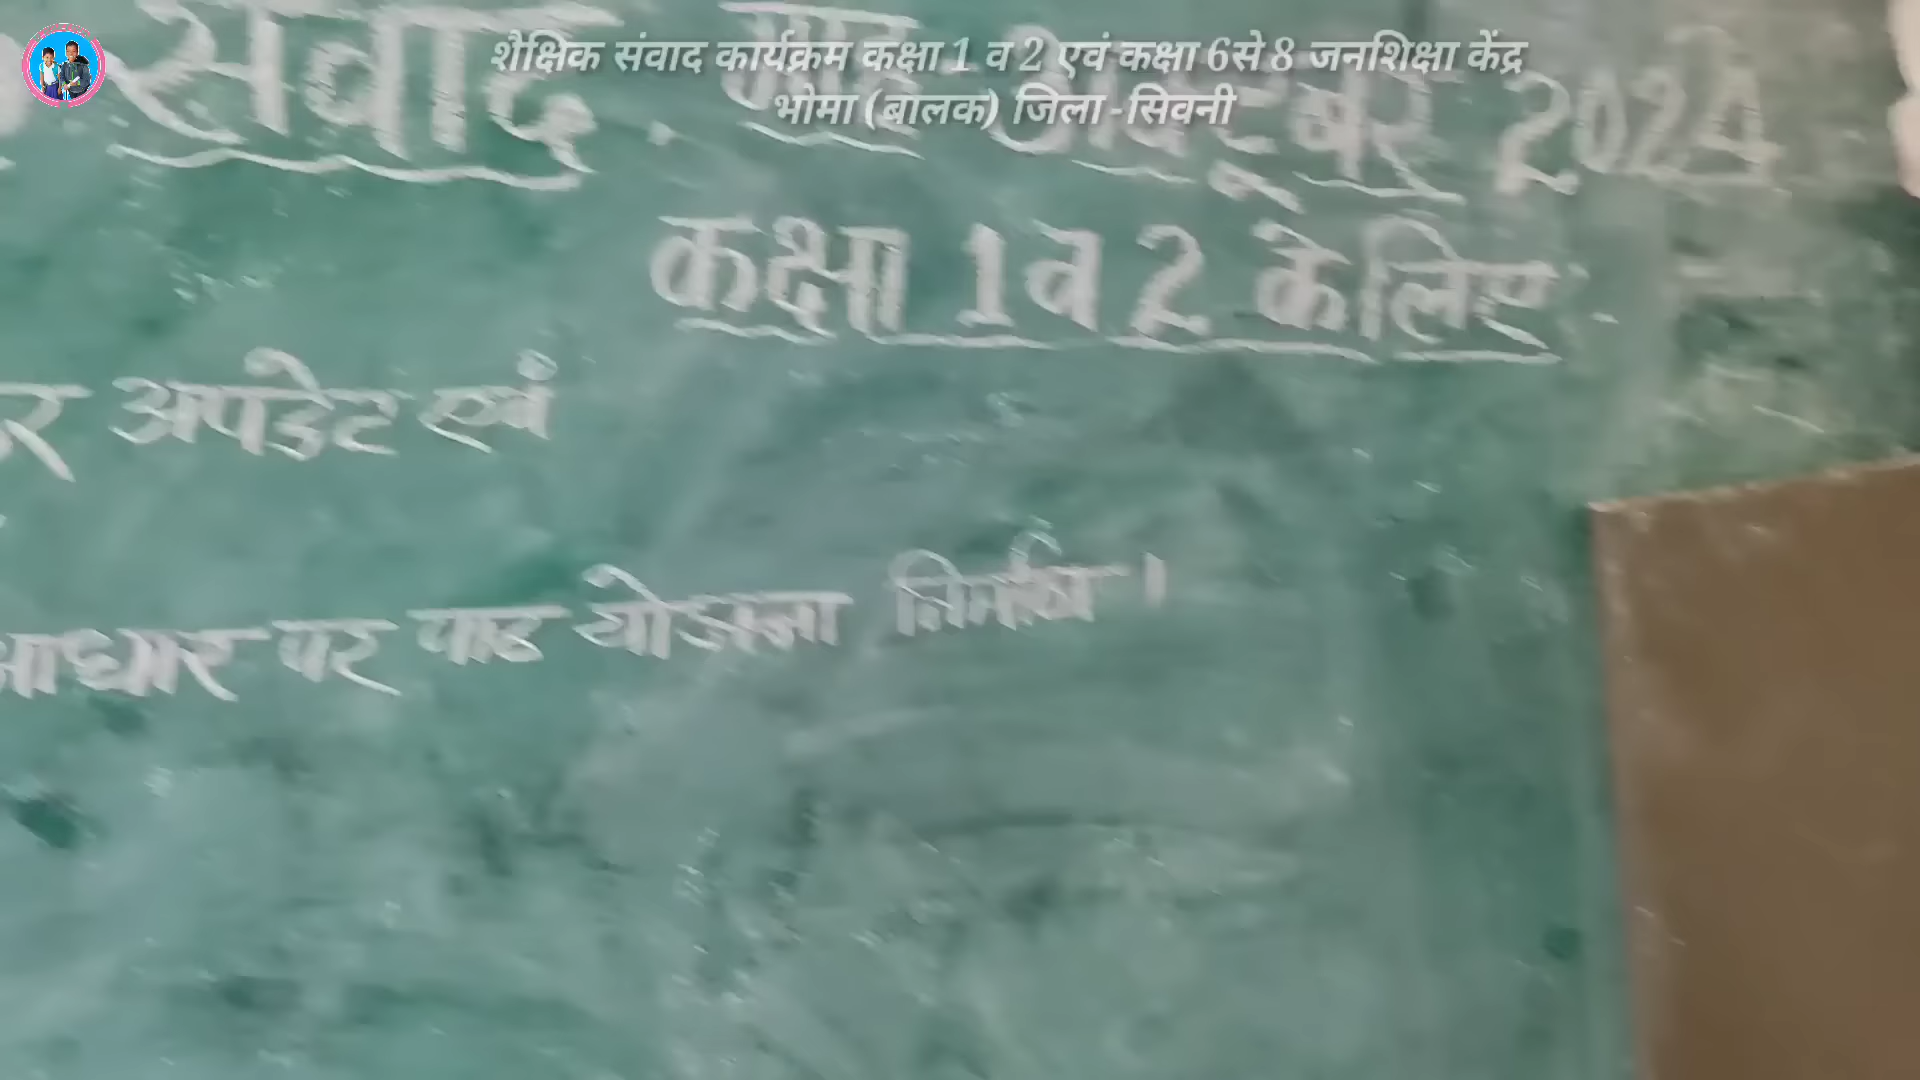 शैक्षिक संवाद कार्यक्रम कक्षा 1 व 2 एवं कक्षा 6से 8 जनशिक्षा केंद्र
भोमा (बालक) जिला-सिवनी
संवाद माह अक्टूबर 2024
कक्षा 1 व 2 के लिए
अपडेट एवं
आधार पर पाठ योजना निर्माण।